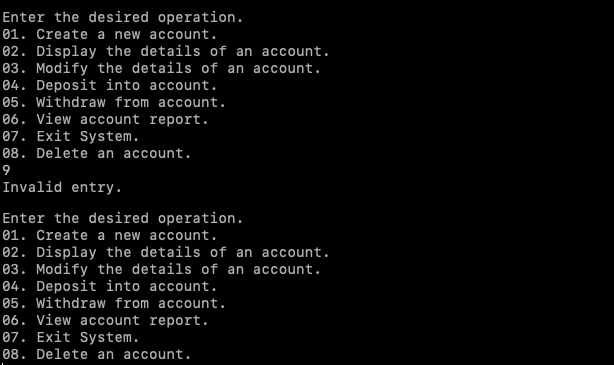 Enter the desired operation.
01. Create a new account.
02. Display the details of an account.
03. Modify the details of an account.
04. Deposit into account.
05. Withdraw from account.
06. View account report.
07. Exit System.
08. Delete an account.
9
Invalid entry.
Enter the desired operation.
01. Create a new account.
02. Display the details of an account.
03. Modify the details of an account.
04. Deposit into account.
05. Withdraw from account.
06. View account report.
07. Exit System.
08. Delete an account.